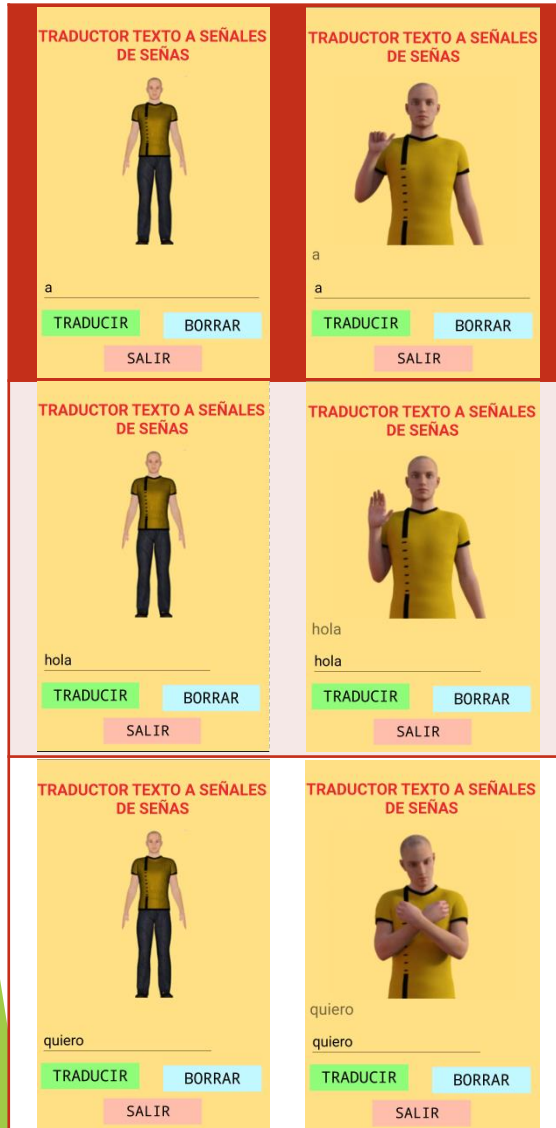 TRADUCTOR TEXTO A SEÑALES
DE SEÑAS
a
TRADUCIR
BORRAR
SALIR
TRADUCTOR TEXTO A SEÑALES
DE SEÑAS
a
a
TRADUCIR
BORRAR
SALIR
TRADUCTOR TEXTO A SEÑALES
DE SEÑAS
hola
TRADUCIR
BORRAR
SALIR
TRADUCTOR TEXTO A SEÑALES
DE SEÑAS
hola
hola
TRADUCIR
BORRAR
SALIR
TRADUCTOR TEXTO A SEÑALES
DE SEÑAS
quiero
TRADUCIR
BORRAR
SALIR
TRADUCTOR TEXTO A SEÑALES
DE SEÑAS
quiero
quiero
TRADUCIR
BORRAR
SALIR